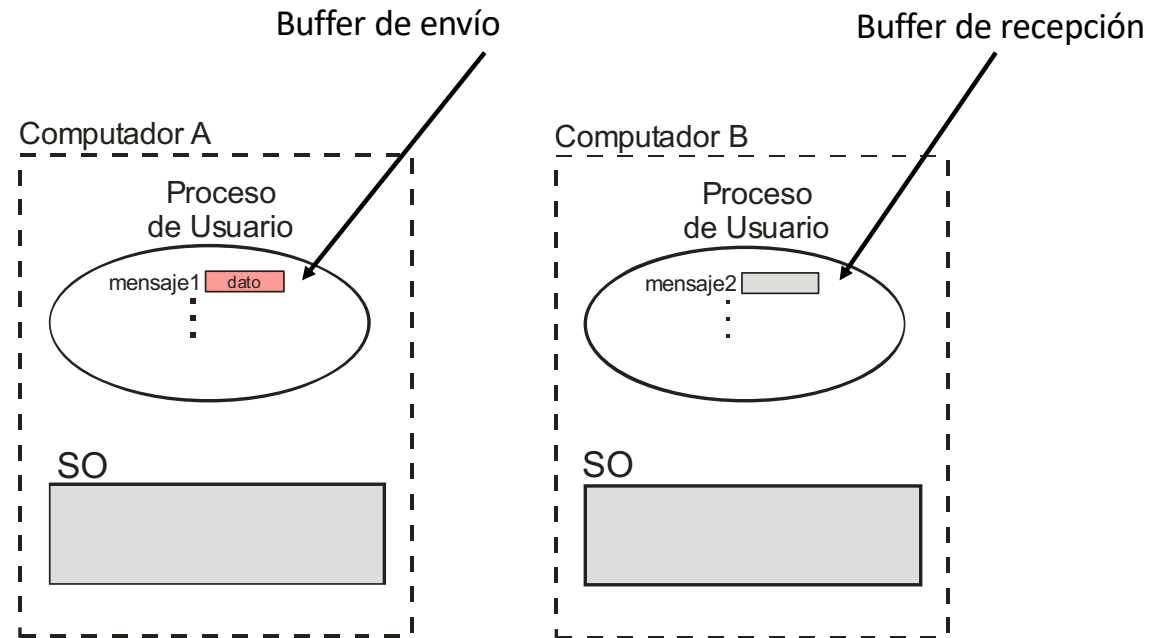 Buffer de envío
Buffer de recepción
Computador A
Proceso
de Usuario
mensaje1 dato
SO
Computador B
Proceso
de Usuario
mensaje2
SO